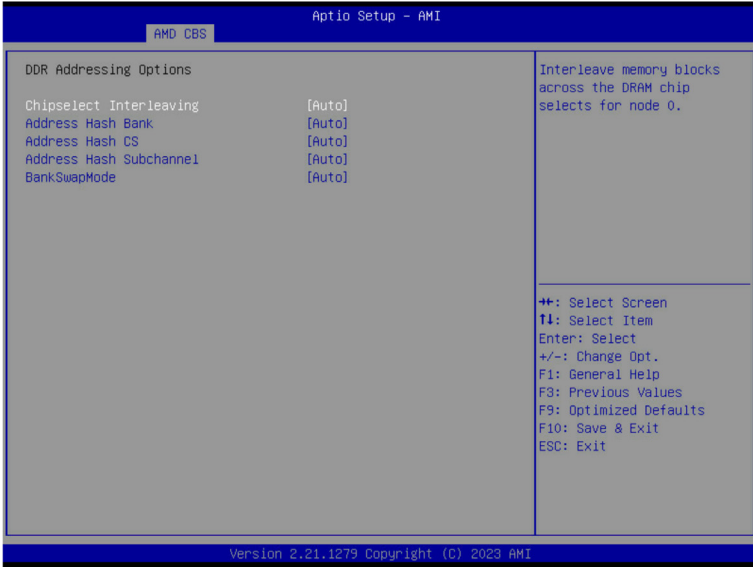 Aptio Setup – AMI
AMD CBS
DDR Addressing Options
Chipselect Interleaving [Auto]
Address Hash Bank [Auto]
Address Hash CS [Auto]
Address Hash Subchannel [Auto]
BankSwapMode [Auto]
Interleave memory blocks
across the DRAM chip
selects for node 0.
→←: Select Screen
↑↓: Select Item
Enter: Select
+/-: Change Opt.
F1: General Help
F3: Previous Values
F9: Optimized Defaults
F10: Save & Exit
ESC: Exit
Version 2.21.1279 Copyright (C) 2023 AMI